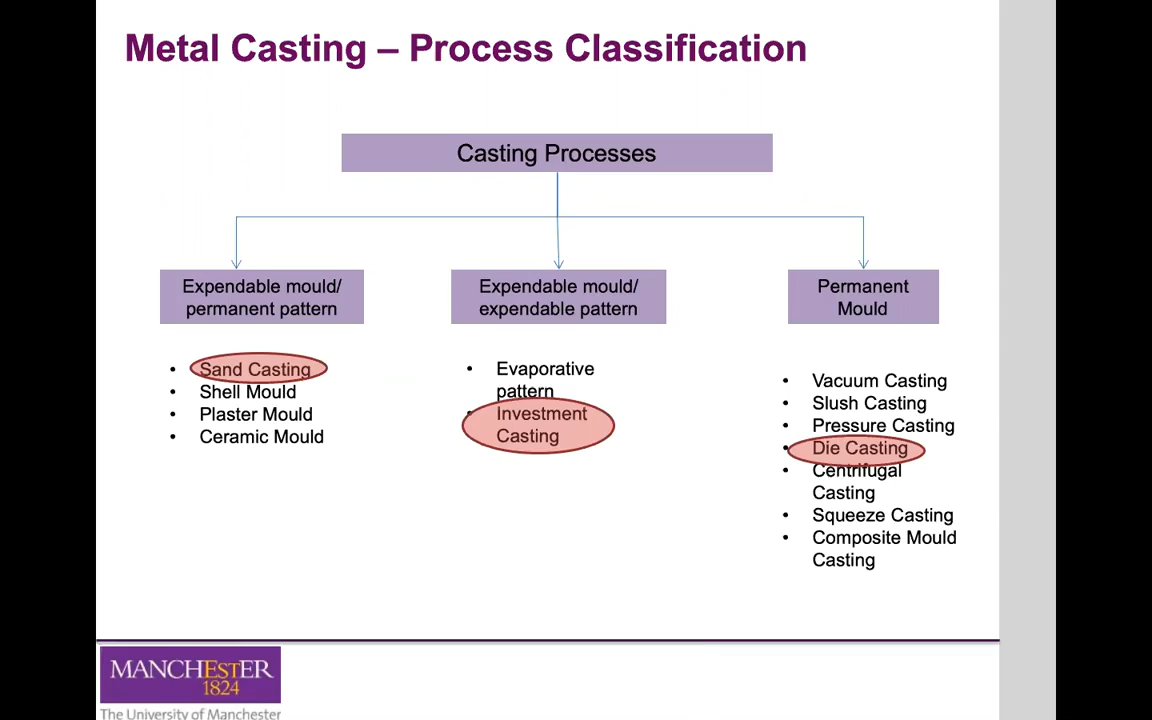 Metal Casting – Process Classification
Casting Processes
Expendable mould/
permanent pattern
• Sand Casting
• Shell Mould
• Plaster Mould
• Ceramic Mould
Expendable mould/
expendable pattern
• Evaporative
pattern
• Investment
Casting
Permanent
Mould
• Vacuum Casting
• Slush Casting
• Pressure Casting
• Die Casting
• Centrifugal
Casting
• Squeeze Casting
• Composite Mould
Casting
MANCHESTER
1824
The University of Manchester